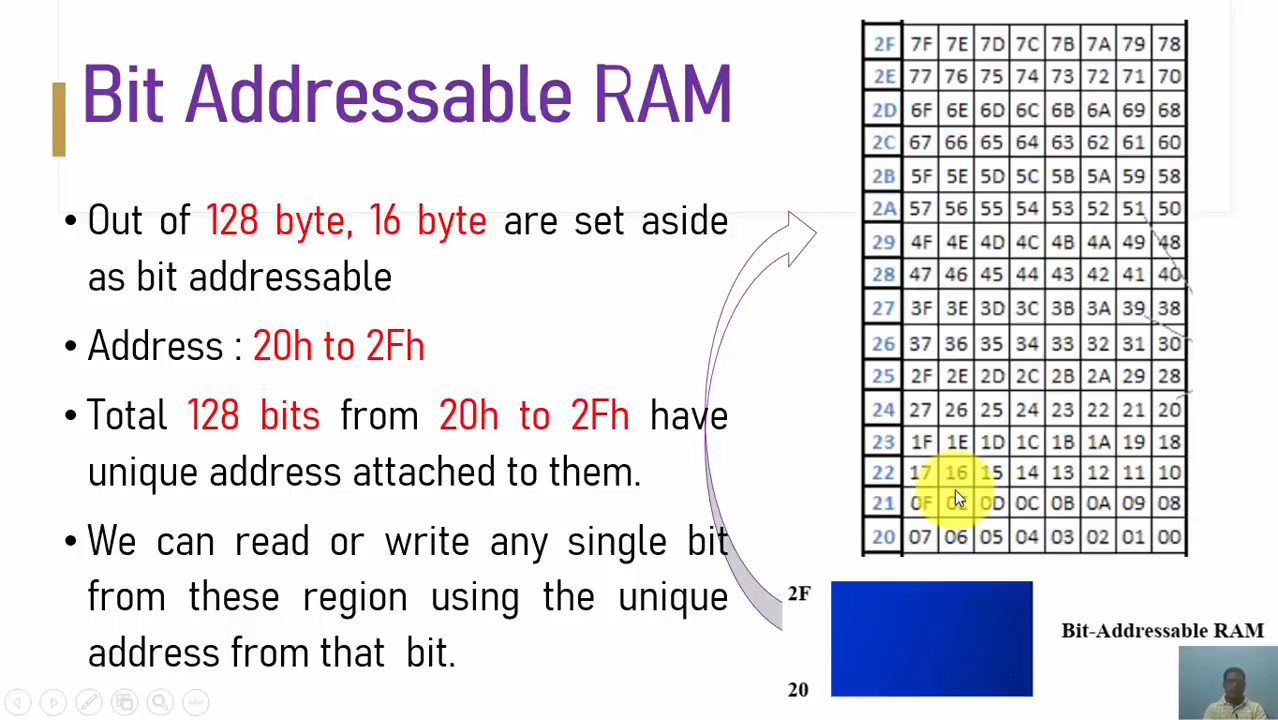 Bit Addressable RAM
• Out of 128 byte, 16 byte are set aside
as bit addressable
• Address : 20h to 2Fh
• Total 128 bits from 20h to 2Fh have
unique address attached to them.
• We can read or write any single bit
from these region using the unique
address from that bit.
2F 7F 7E 7D 7C 7B 7A 79 78
2E 77 76 75 74 73 72 71 70
2D 6F 6E 6D 6C 6B 6A 69 68
2C 67 66 65 64 63 62 61 60
2B 5F 5E 5D 5C 5B 5A 59 58
2A 57 56 55 54 53 52 51 50
29 4F 4E 4D 4C 4B 4A 49 48
28 47 46 45 44 43 42 41 40
27 3F 3E 3D 3C 3B 3A 39 38
26 37 36 35 34 33 32 31 30
25 2F 2E 2D 2C 2B 2A 29 28
24 27 26 25 24 23 22 21 20
23 1F 1E 1D 1C 1B 1A 19 18
22 17 16 15 14 13 12 11 10
21 0F 0D 0C 0B 0A 09 08
20 07 06 05 04 03 02 01 00
2F
Bit-Addressable RAM
20